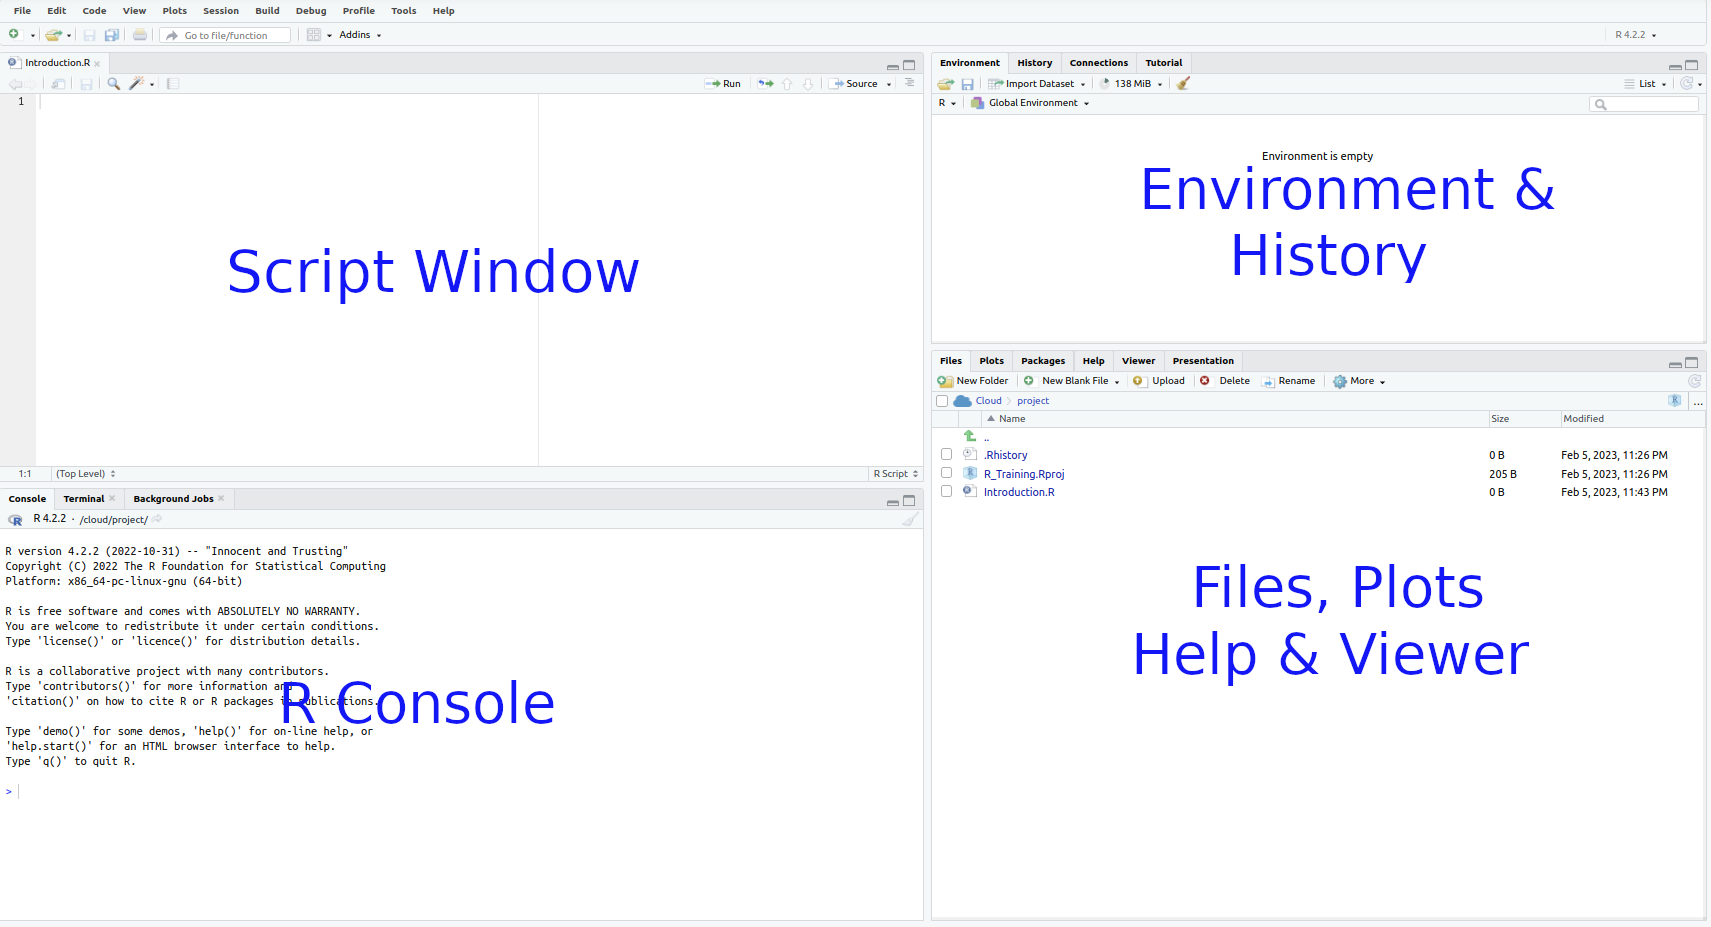 File Edit Code View Plots Session Build Debug Profile Tools Help
Go to file/function Addins R 4.2.2
Introduction.R
Run Source
1
Script Window
1:1 (Top Level) R Script
Console Terminal Background Jobs
R 4.2.2 · /cloud/project/
R version 4.2.2 (2022-10-31) -- "Innocent and Trusting"
Copyright (C) 2022 The R Foundation for Statistical Computing
Platform: x86_64-pc-linux-gnu (64-bit)
R is free software and comes with ABSOLUTELY NO WARRANTY.
You are welcome to redistribute it under certain conditions.
Type 'license()' or 'licence()' for distribution details.
R is a collaborative project with many contributors.
Type 'contributors()' for more information and
'citation()' on how to cite R or R packages in publications.
R Console
Type 'demo()' for some demos, 'help()' for on-line help, or
'help.start()' for an HTML browser interface to help.
Type 'q()' to quit R.
>
Environment History Connections Tutorial
Import Dataset 138 MiB List
R Global Environment
Environment is empty
Environment &
History
Files Plots Packages Help Viewer Presentation
New Folder New Blank File Upload Delete Rename More
Cloud project ...
Name Size Modified
..
.Rhistory 0 B Feb 5, 2023, 11:26 PM
R_Training.Rproj 205 B Feb 5, 2023, 11:26 PM
Introduction.R 0 B Feb 5, 2023, 11:43 PM
Files, Plots
Help & Viewer